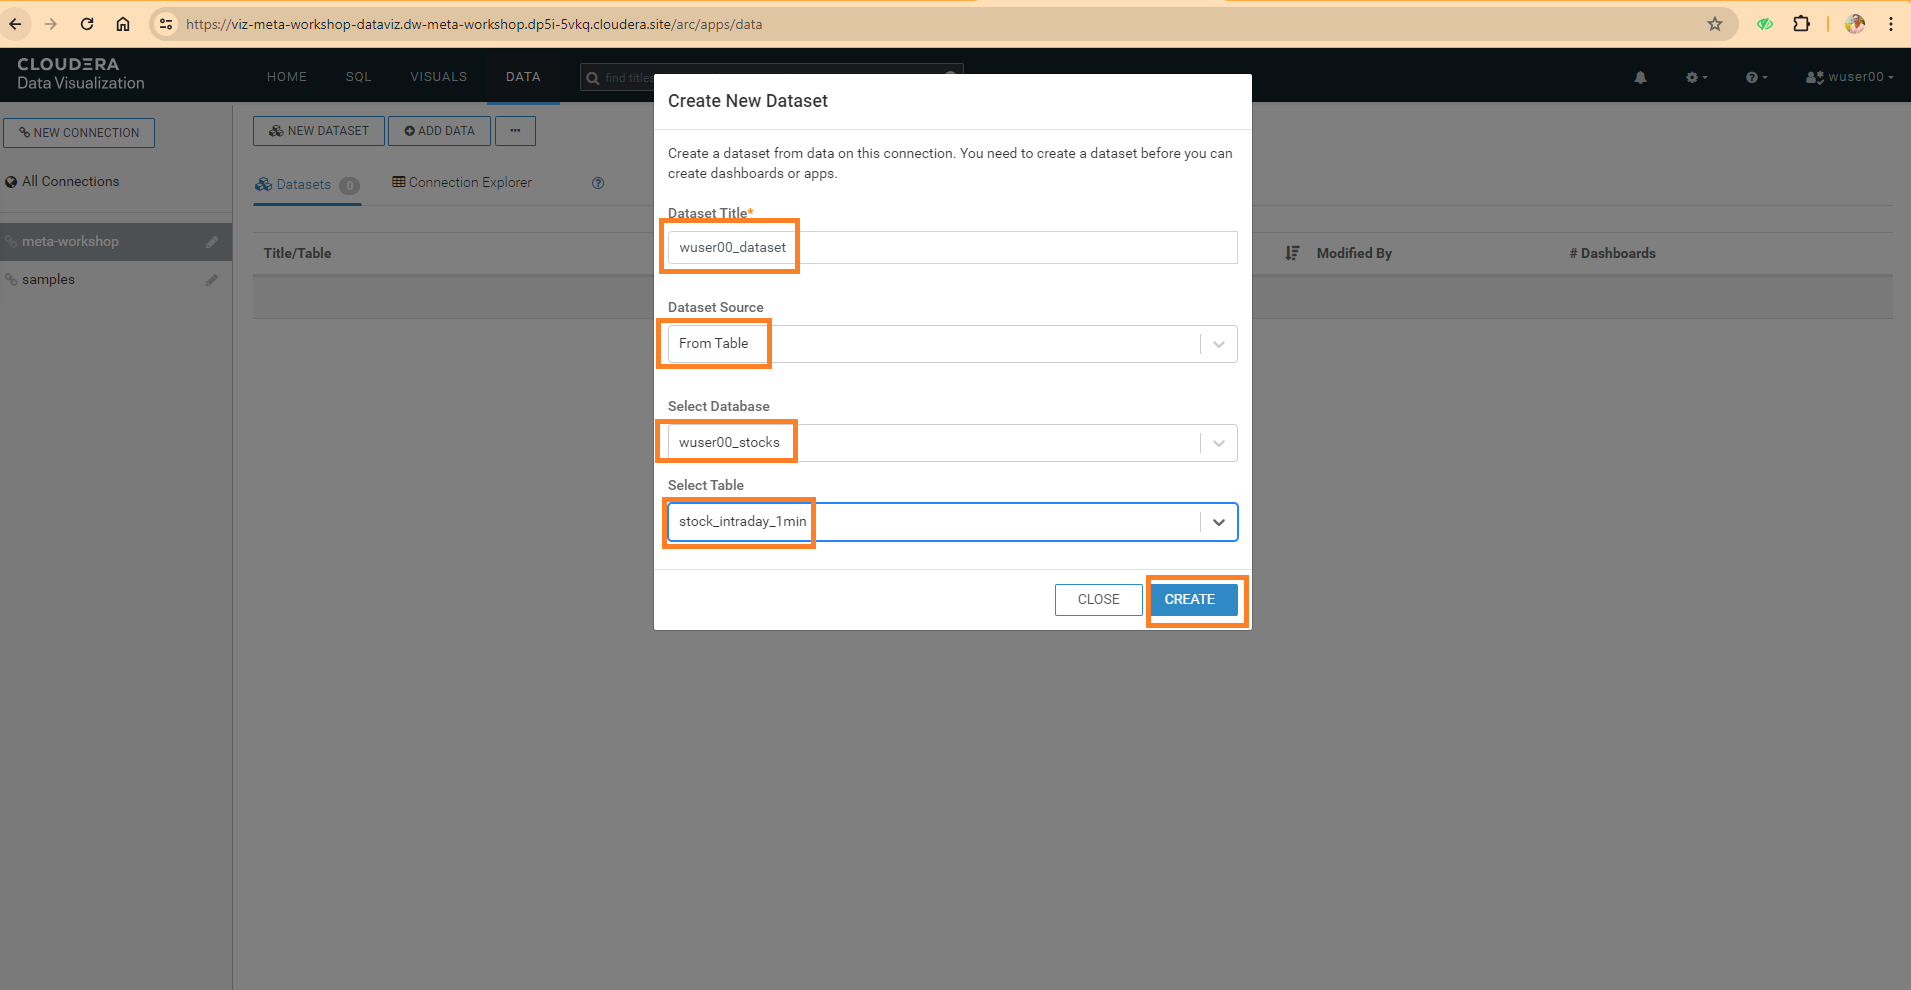 https://viz-meta-workshop-dataviz.dw-meta-workshop.dp5i-5vkq.cloudera.site/arc/apps/data
CLOUDERA
Data Visualization
HOME
SQL
VISUALS
DATA
find titles
wuser00
NEW CONNECTION
All Connections
meta-workshop
samples
NEW DATASET
ADD DATA
...
Datasets 0
Connection Explorer
Title/Table
Modified By
# Dashboards
Create New Dataset
Create a dataset from data on this connection. You need to create a dataset before you can
create dashboards or apps.
Dataset Title*
wuser00_dataset
Dataset Source
From Table
Select Database
wuser00_stocks
Select Table
stock_intraday_1min
CLOSE
CREATE